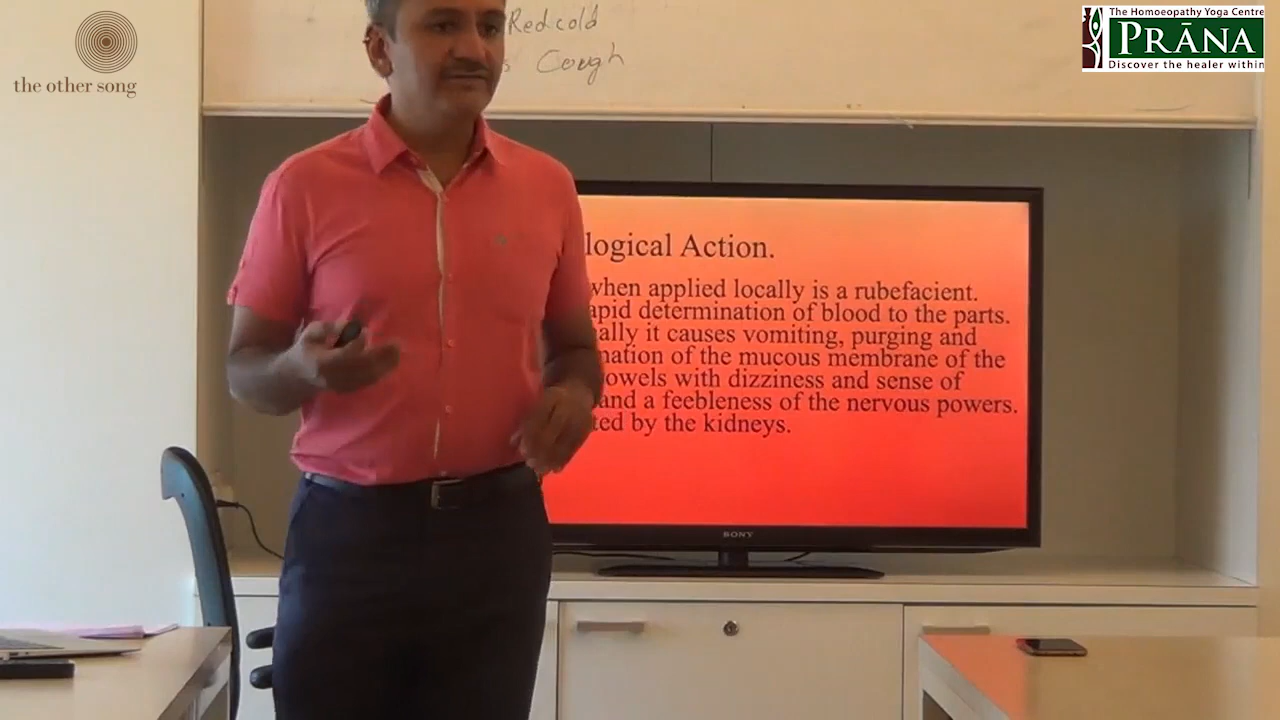 the other song
The Homoeopathy Yoga Centre
PRĀNA
Discover the healer within
Red cold
Cough
logical Action.
when applied locally is a rubefacient.
apid determination of blood to the parts.
ally it causes vomiting, purging and
mation of the mucous membrane of the
owels with dizziness and sense of
and a feebleness of the nervous powers.
ted by the kidneys.
SONY